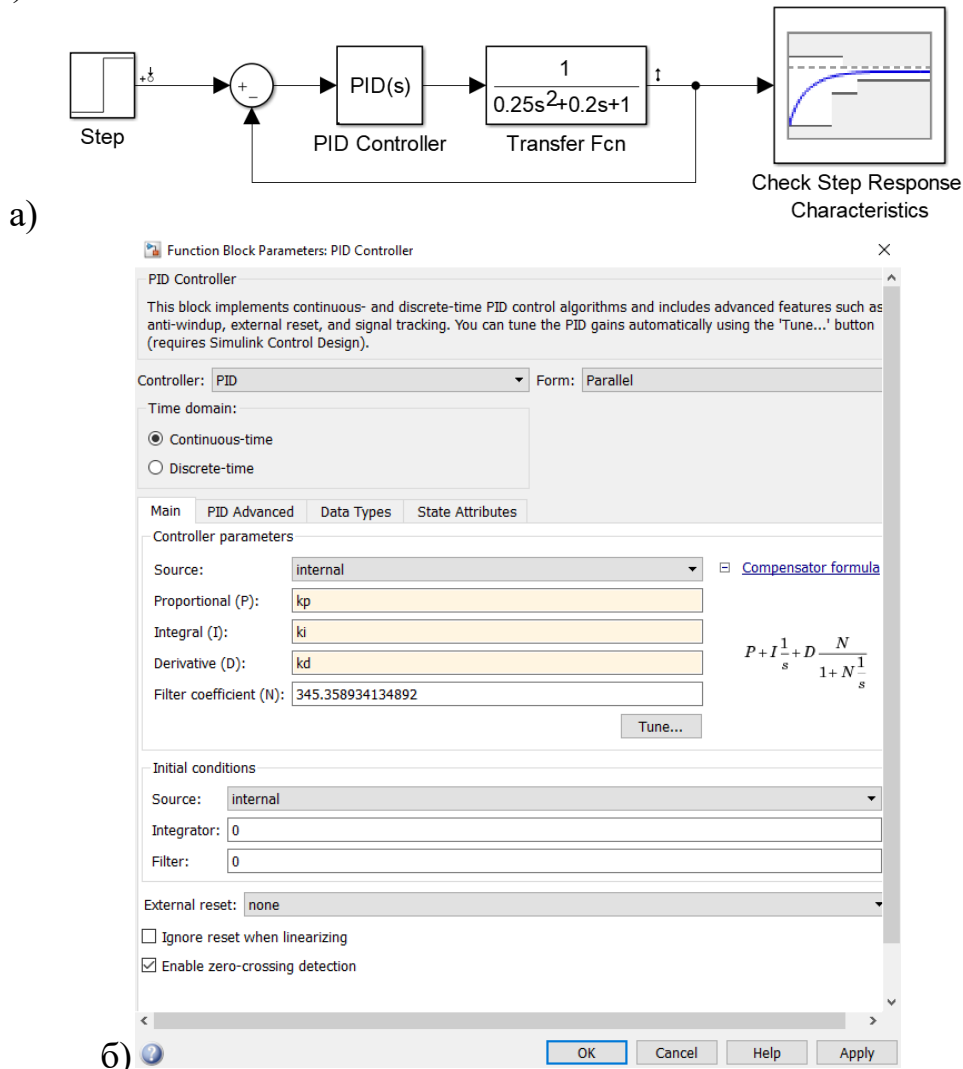 +
−
PID(s)
1
0.25s2+0.2s+1
Step
PID Controller
Transfer Fcn
Check Step Response
Characteristics
а)
Function Block Parameters: PID Controller
PID Controller
This block implements continuous- and discrete-time PID control algorithms and includes advanced features such as
anti-windup, external reset, and signal tracking. You can tune the PID gains automatically using the 'Tune...' button
(requires Simulink Control Design).
Controller: PID Form: Parallel
Time domain:
Continuous-time
Discrete-time
Main PID Advanced Data Types State Attributes
Controller parameters
Source: internal Compensator formula
Proportional (P): kp
Integral (I): ki
Derivative (D): kd
Filter coefficient (N): 345.358934134892
P+I 1/s +D N/(1+N 1/s)
Tune...
Initial conditions
Source: internal
Integrator: 0
Filter: 0
External reset: none
Ignore reset when linearizing
Enable zero-crossing detection
б) ? OK Cancel Help Apply